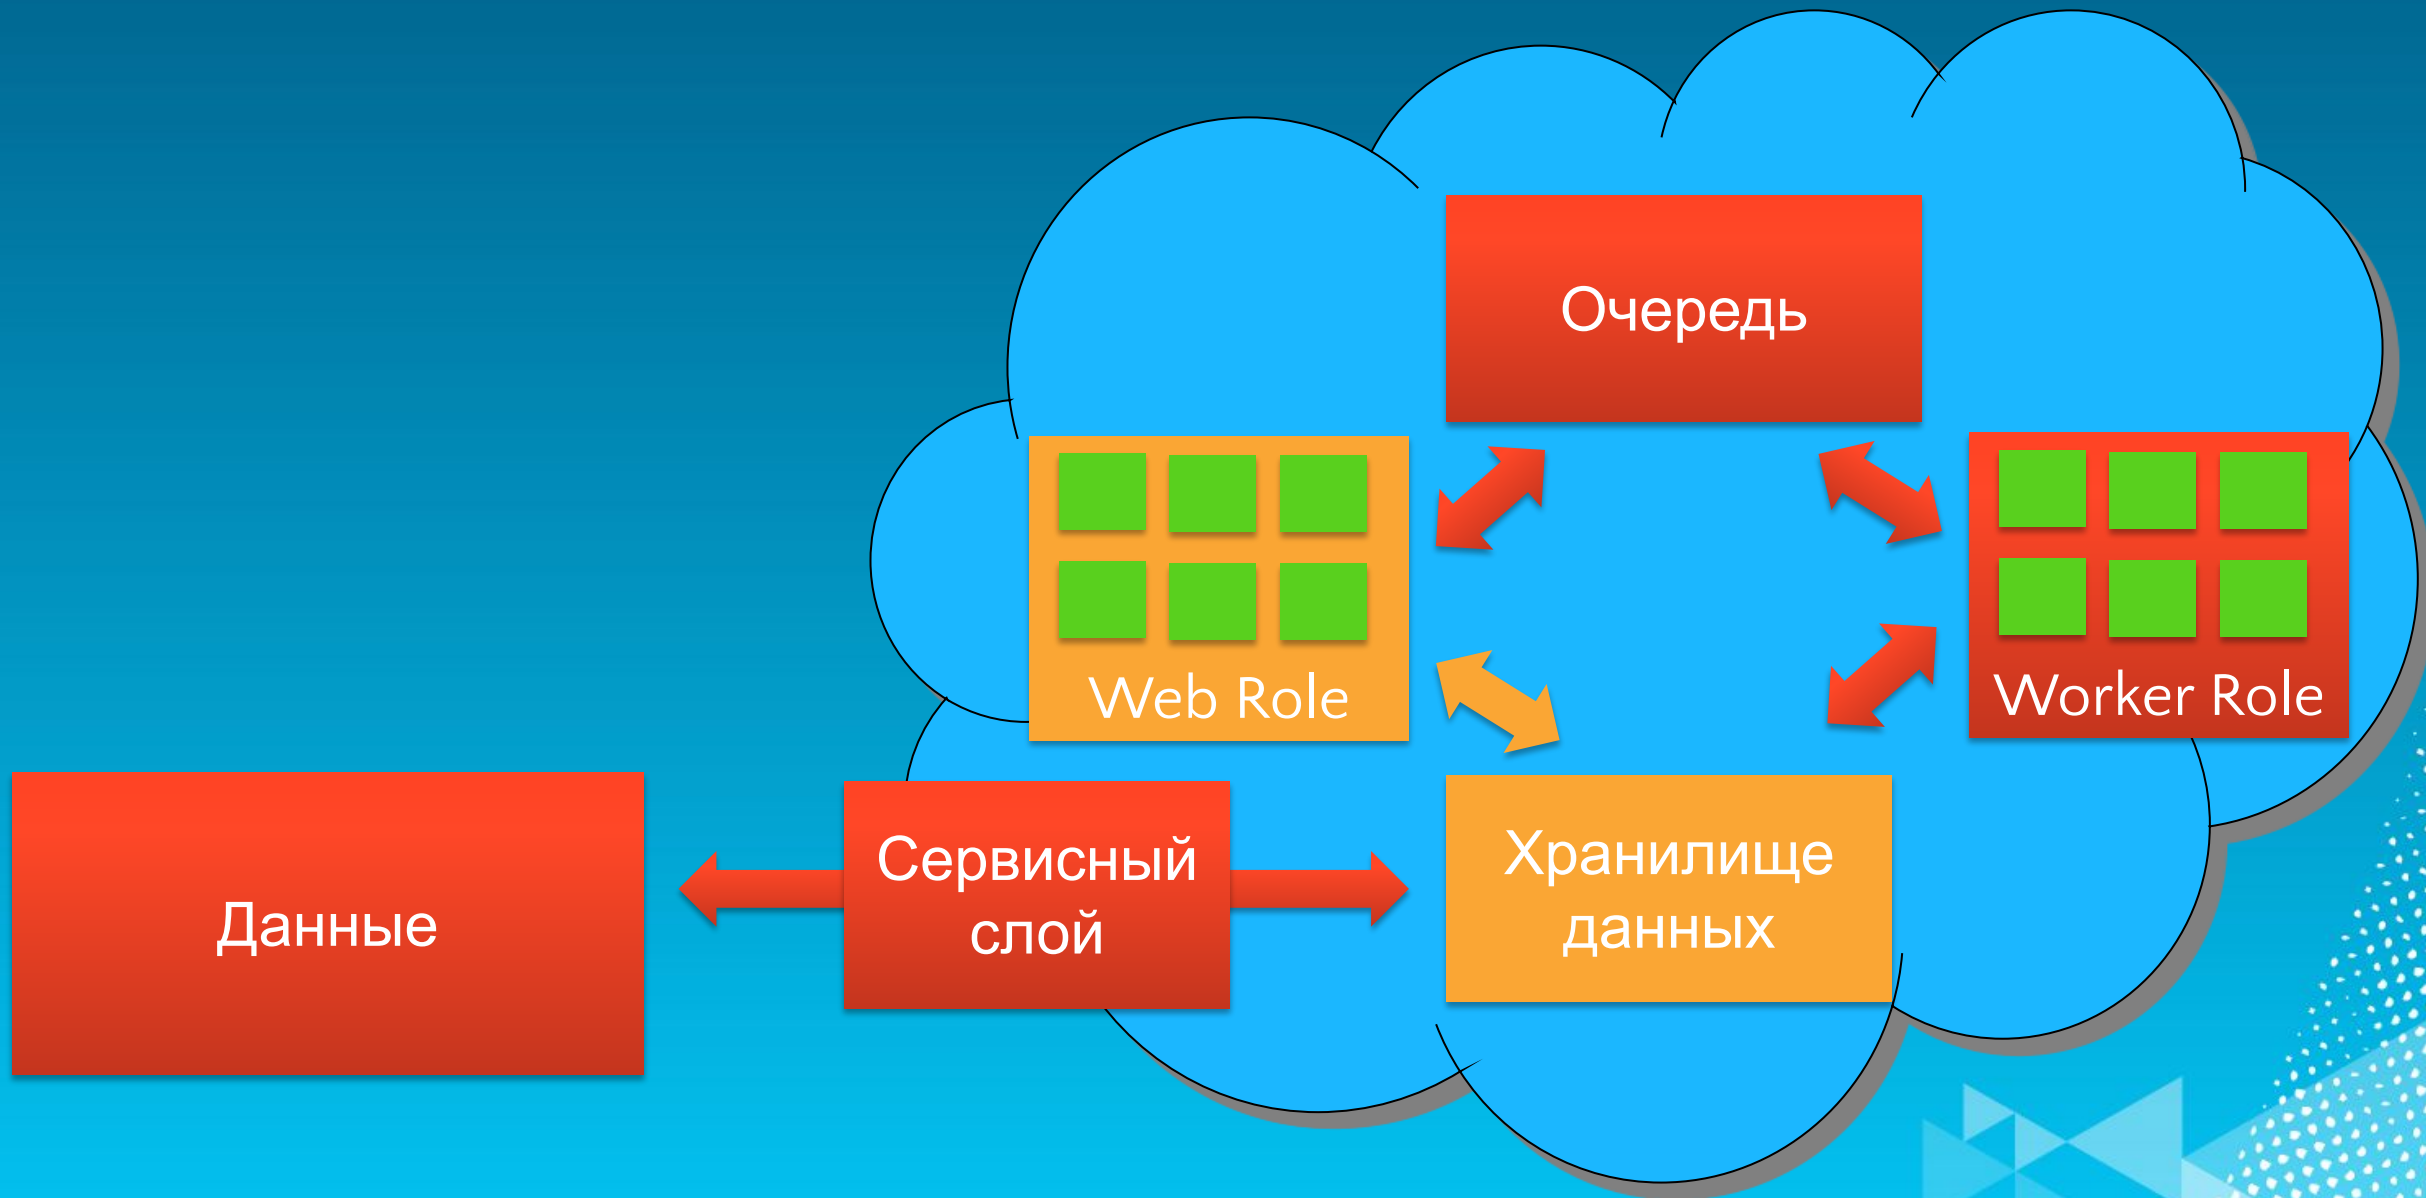 Очередь
Web Role
Worker Role
Данные
Сервисный
слой
Хранилище
данных